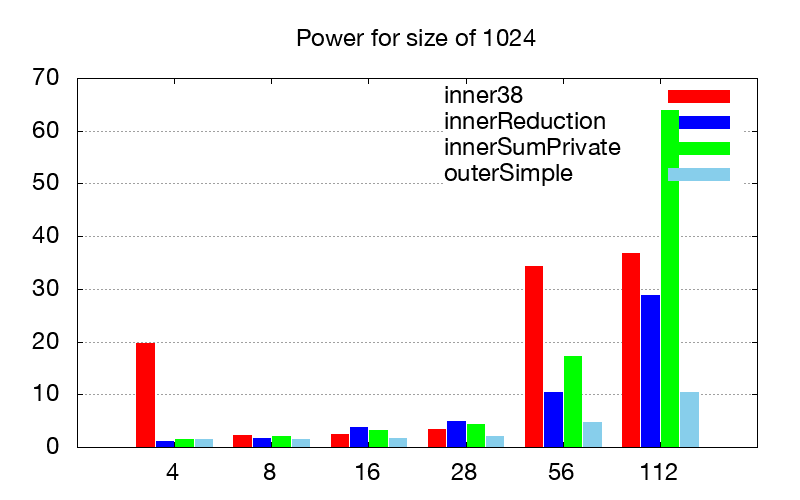 Power for size of 1024
70
60
50
40
30
20
10
0
inner38
innerReduction
innerSumPrivate
outerSimple
4 8 16 28 56 112